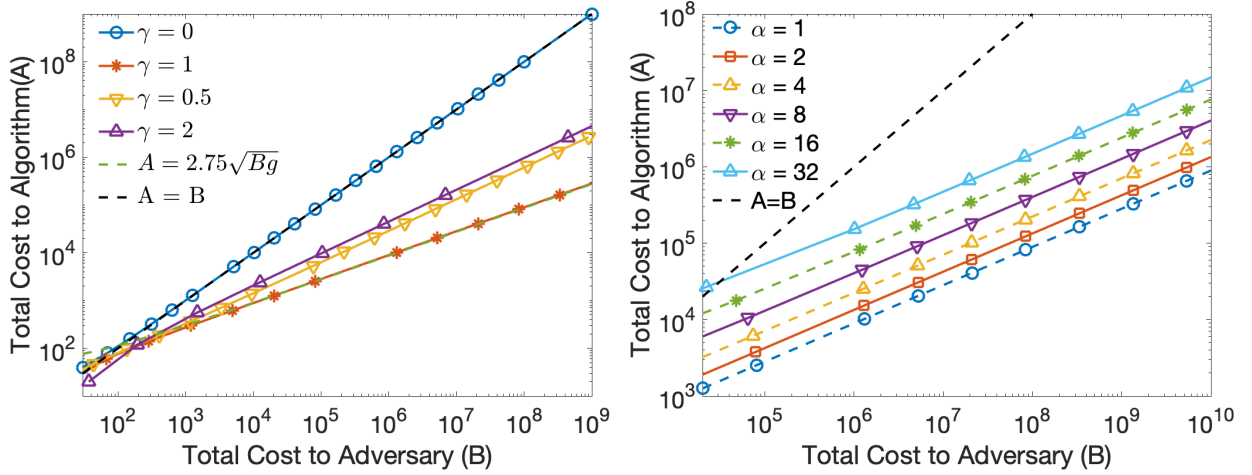 γ = 0
γ = 1
γ = 0.5
γ = 2
A = 2.75√Bg
A = B
Total Cost to Algorithm(A)
10^8
10^6
10^4
10^2
10^2 10^3 10^4 10^5 10^6 10^7 10^8 10^9
Total Cost to Adversary (B)
α = 1
α = 2
α = 4
α = 8
α = 16
α = 32
A=B
Total Cost to Algorithm (A)
10^8
10^7
10^6
10^5
10^4
10^3
10^5 10^6 10^7 10^8 10^9 10^10
Total Cost to Adversary (B)